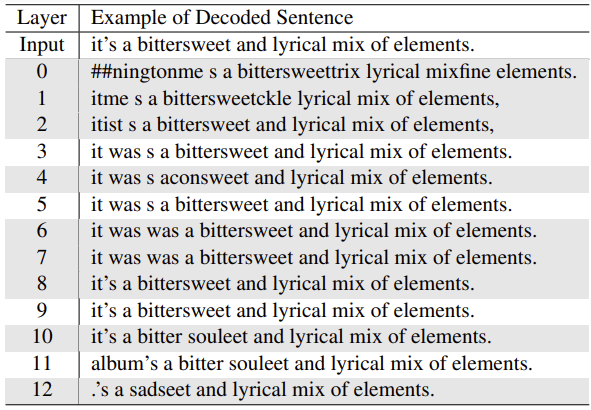 Layer Example of Decoded Sentence
Input it’s a bittersweet and lyrical mix of elements.
0 ##ningtonme s a bittersweettrix lyrical mixfine elements.
1 itme s a bittersweetckle lyrical mix of elements,
2 itist s a bittersweet and lyrical mix of elements,
3 it was s a bittersweet and lyrical mix of elements.
4 it was s aconsweet and lyrical mix of elements.
5 it was s a bittersweet and lyrical mix of elements.
6 it was was a bittersweet and lyrical mix of elements.
7 it was was a bittersweet and lyrical mix of elements.
8 it’s a bittersweet and lyrical mix of elements.
9 it’s a bittersweet and lyrical mix of elements.
10 it’s a bitter souleet and lyrical mix of elements.
11 album’s a bitter souleet and lyrical mix of elements.
12 .’s a sadseet and lyrical mix of elements.